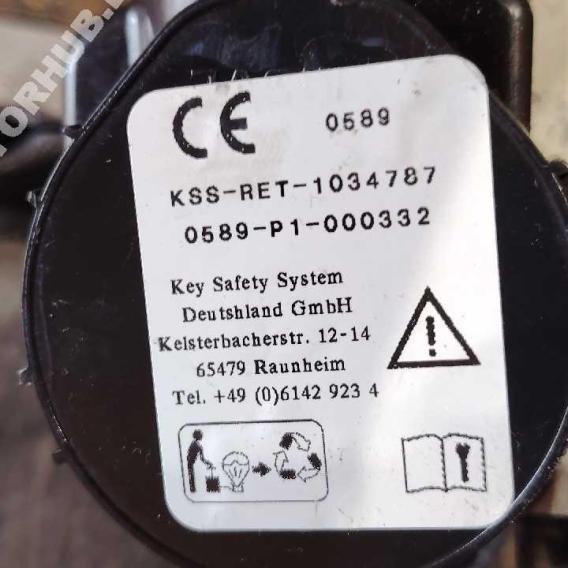 CE 0589
KSS-RET-1034787
0589-P1-000332
Key Safety System
Deutshland GmbH
Kelsterbacherstr. 12-14
65479 Raunheim
Tel. +49 (0)6142 923 4